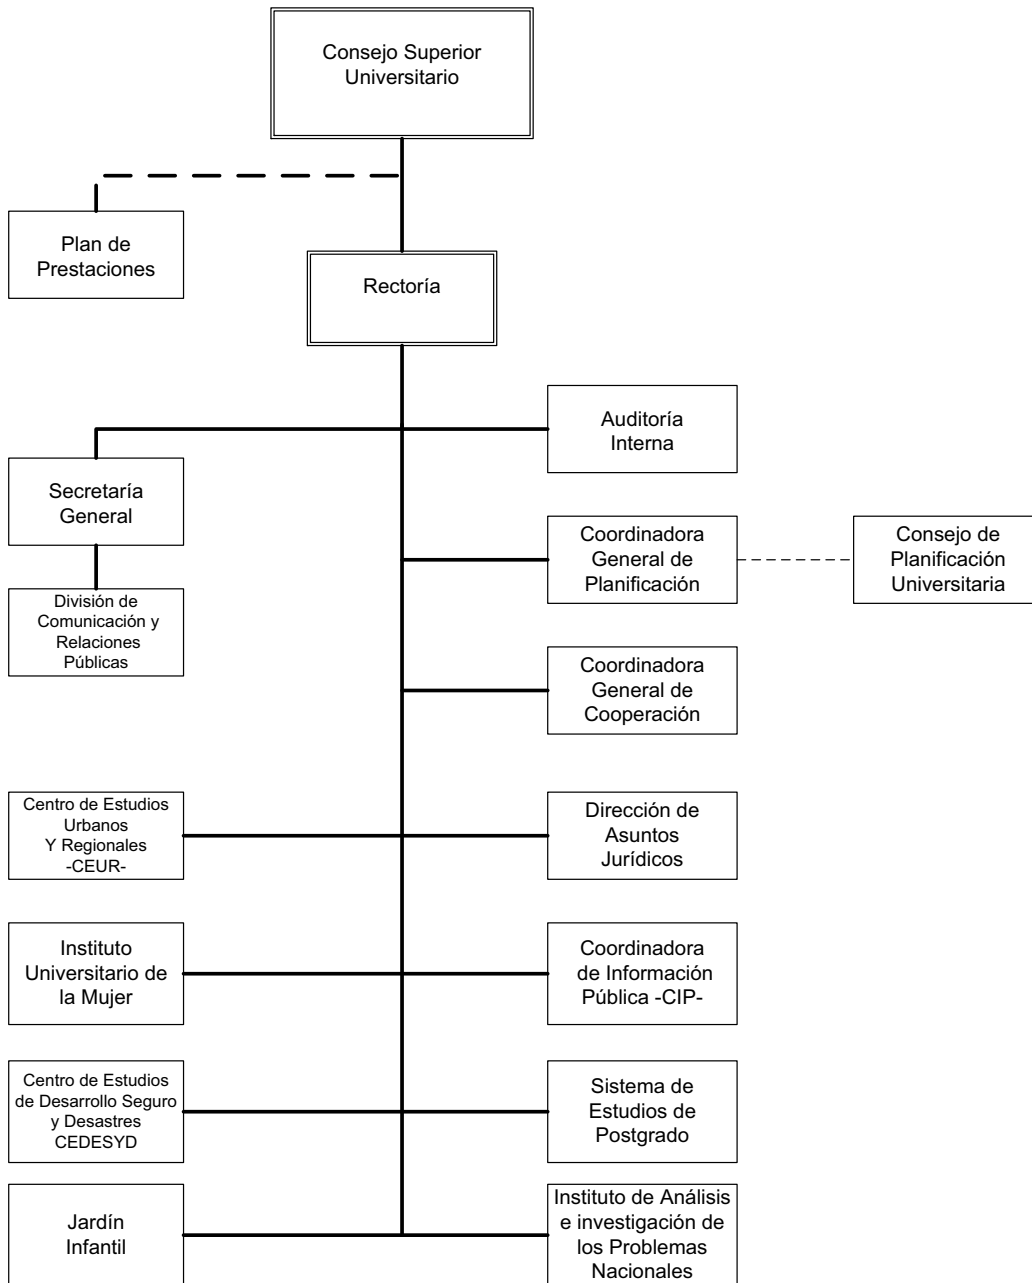 Consejo Superior
Universitario
Plan de
Prestaciones
Rectoría
Auditoría
Interna
Secretaría
General
Coordinadora
General de
Planificación
Consejo de
Planificación
Universitaria
División de
Comunicación y
Relaciones
Públicas
Coordinadora
General de
Cooperación
Centro de Estudios
Urbanos
Y Regionales
-CEUR-
Dirección de
Asuntos
Jurídicos
Instituto
Universitario de
la Mujer
Coordinadora
de Información
Pública -CIP-
Centro de Estudios
de Desarrollo Seguro
y Desastres
CEDESYD
Sistema de
Estudios de
Postgrado
Jardín
Infantil
Instituto de Análisis
e investigación de
los Problemas
Nacionales